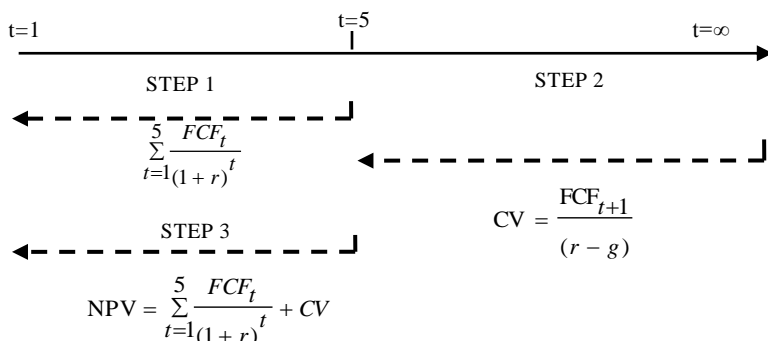 t=1 t=5 t=∞
STEP 1 STEP 2
5
∑ FCF_t / (1 + r)^t
t=1
CV = FCF_{t+1} / (r – g)
STEP 3
5
NPV = ∑ FCF_t / (1 + r)^t + CV
t=1